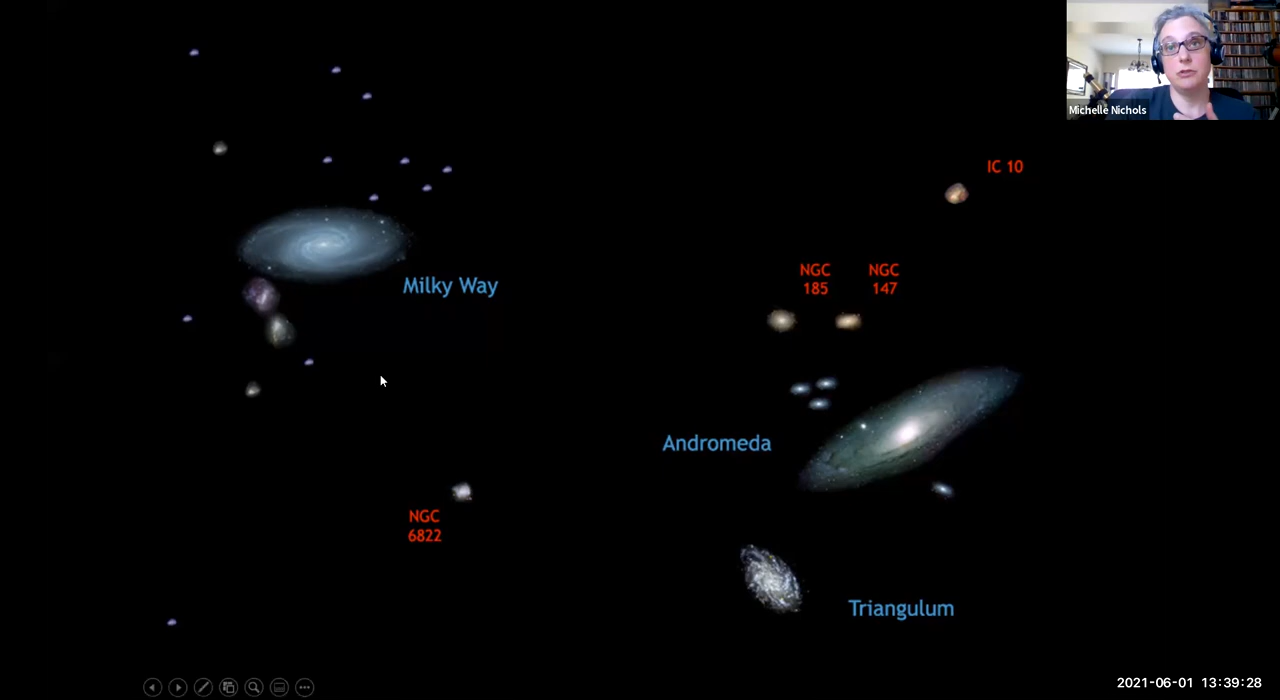 Michelle Nichols
IC 10
NGC
185
NGC
147
Milky Way
Andromeda
NGC
6822
Triangulum
2021-06-01 13:39:28